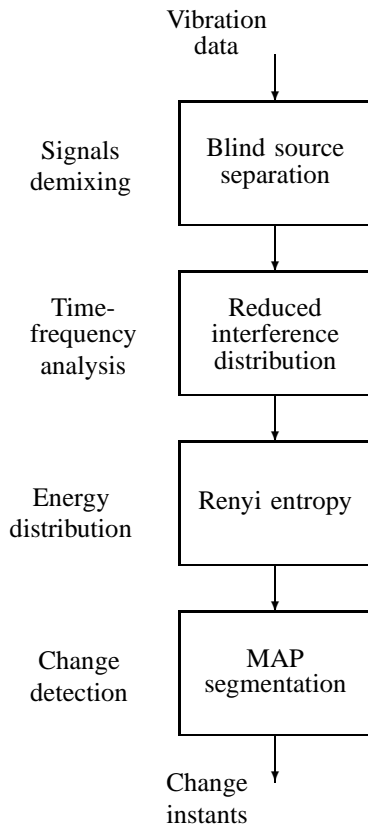 Vibration
data
Signals
demixing
Blind source
separation
Time-
frequency
analysis
Reduced
interference
distribution
Energy
distribution
Renyi entropy
Change
detection
MAP
segmentation
Change
instants